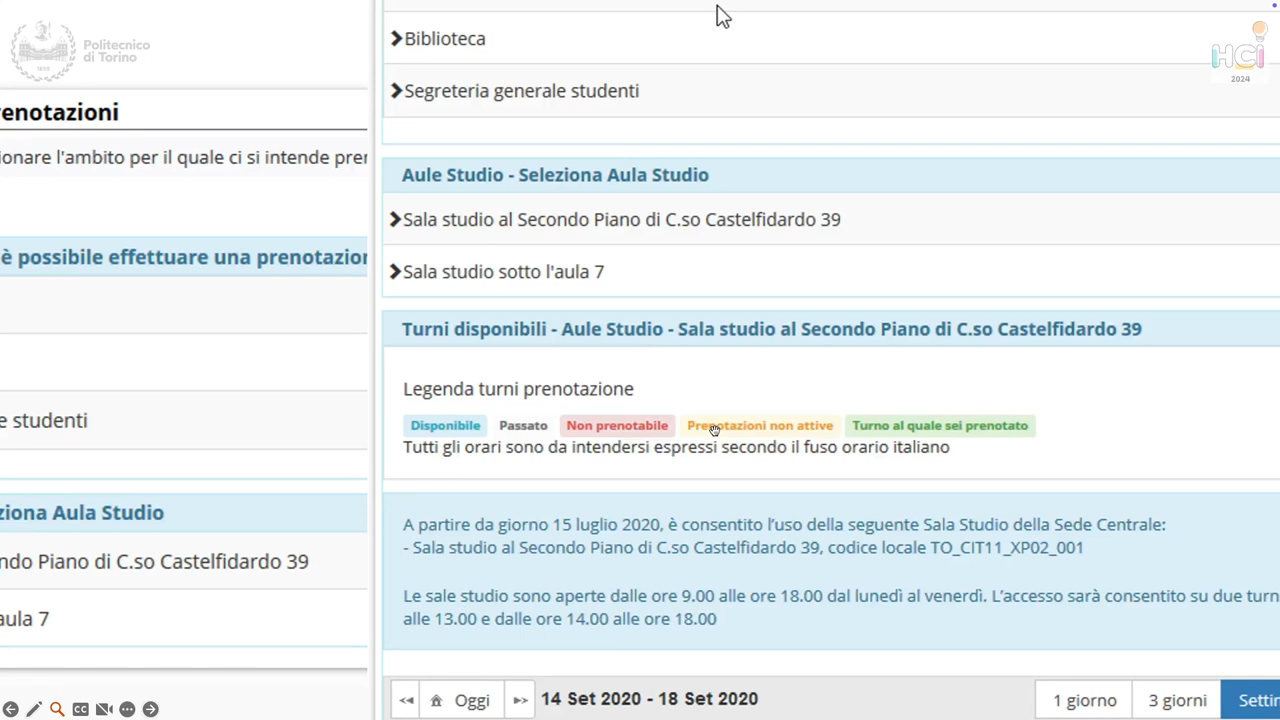 Politecnico
di Torino
1859
HCI
2024
renotazioni
ionare l'ambito per il quale ci si intende prer
è possibile effettuare una prenotazion
e studenti
ziona Aula Studio
ndo Piano di C.so Castelfidardo 39
aula 7
Biblioteca
Segreteria generale studenti
Aule Studio - Seleziona Aula Studio
Sala studio al Secondo Piano di C.so Castelfidardo 39
Sala studio sotto l'aula 7
Turni disponibili - Aule Studio - Sala studio al Secondo Piano di C.so Castelfidardo 39
Legenda turni prenotazione
Disponibile Passato Non prenotabile Prenotazioni non attive Turno al quale sei prenotato
Tutti gli orari sono da intendersi espressi secondo il fuso orario italiano
A partire da giorno 15 luglio 2020, è consentito l'uso della seguente Sala Studio della Sede Centrale:
- Sala studio al Secondo Piano di C.so Castelfidardo 39, codice locale TO_CIT11_XP02_001
Le sale studio sono aperte dalle ore 9.00 alle ore 18.00 dal lunedì al venerdì. L'accesso sarà consentito su due turn
alle 13.00 e dalle ore 14.00 alle ore 18.00
Oggi 14 Set 2020 - 18 Set 2020 1 giorno 3 giorni Settin
CC